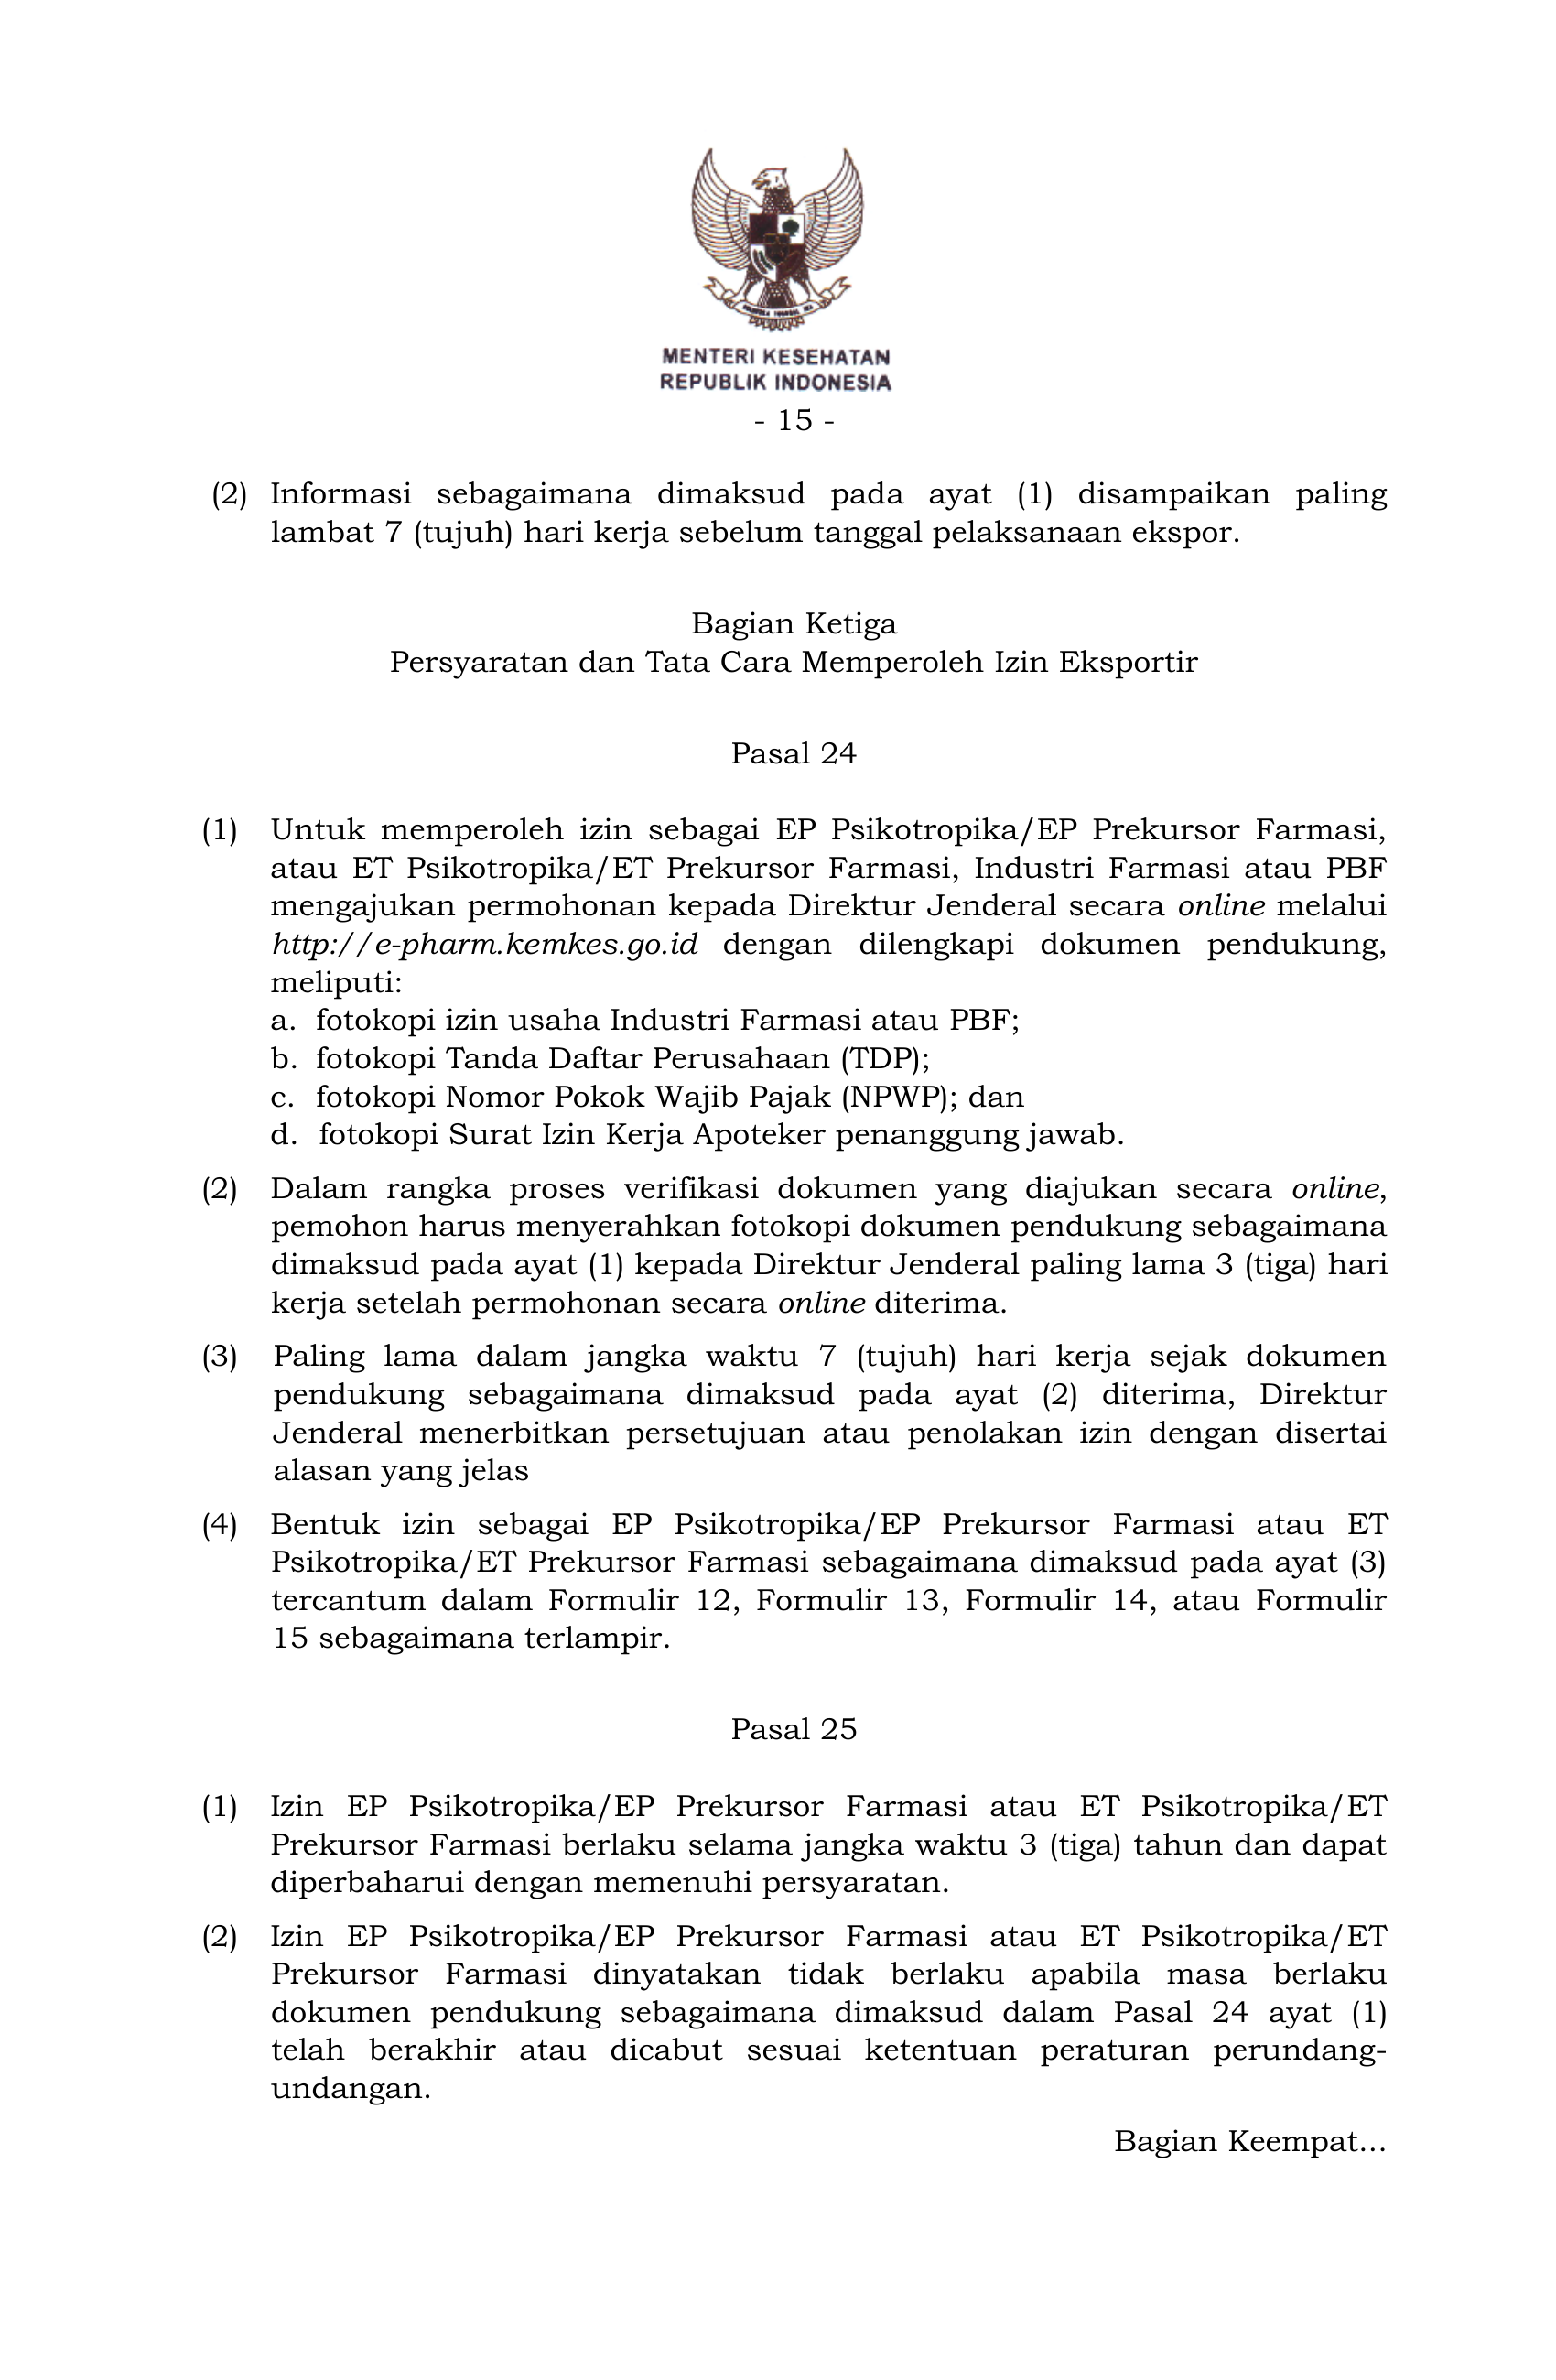 MENTERI KESEHATAN
REPUBLIK INDONESIA
- 15 -
(2) Informasi sebagaimana dimaksud pada ayat (1) disampaikan paling
lambat 7 (tujuh) hari kerja sebelum tanggal pelaksanaan ekspor.
Bagian Ketiga
Persyaratan dan Tata Cara Memperoleh Izin Eksportir
Pasal 24
(1) Untuk memperoleh izin sebagai EP Psikotropika/EP Prekursor Farmasi,
atau ET Psikotropika/ET Prekursor Farmasi, Industri Farmasi atau PBF
mengajukan permohonan kepada Direktur Jenderal secara online melalui
http://e-pharm.kemkes.go.id dengan dilengkapi dokumen pendukung,
meliputi:
a. fotokopi izin usaha Industri Farmasi atau PBF;
b. fotokopi Tanda Daftar Perusahaan (TDP);
c. fotokopi Nomor Pokok Wajib Pajak (NPWP); dan
d. fotokopi Surat Izin Kerja Apoteker penanggung jawab.
(2) Dalam rangka proses verifikasi dokumen yang diajukan secara online,
pemohon harus menyerahkan fotokopi dokumen pendukung sebagaimana
dimaksud pada ayat (1) kepada Direktur Jenderal paling lama 3 (tiga) hari
kerja setelah permohonan secara online diterima.
(3) Paling lama dalam jangka waktu 7 (tujuh) hari kerja sejak dokumen
pendukung sebagaimana dimaksud pada ayat (2) diterima, Direktur
Jenderal menerbitkan persetujuan atau penolakan izin dengan disertai
alasan yang jelas
(4) Bentuk izin sebagai EP Psikotropika/EP Prekursor Farmasi atau ET
Psikotropika/ET Prekursor Farmasi sebagaimana dimaksud pada ayat (3)
tercantum dalam Formulir 12, Formulir 13, Formulir 14, atau Formulir
15 sebagaimana terlampir.
Pasal 25
(1) Izin EP Psikotropika/EP Prekursor Farmasi atau ET Psikotropika/ET
Prekursor Farmasi berlaku selama jangka waktu 3 (tiga) tahun dan dapat
diperbaharui dengan memenuhi persyaratan.
(2) Izin EP Psikotropika/EP Prekursor Farmasi atau ET Psikotropika/ET
Prekursor Farmasi dinyatakan tidak berlaku apabila masa berlaku
dokumen pendukung sebagaimana dimaksud dalam Pasal 24 ayat (1)
telah berakhir atau dicabut sesuai ketentuan peraturan perundang-
undangan.
Bagian Keempat...